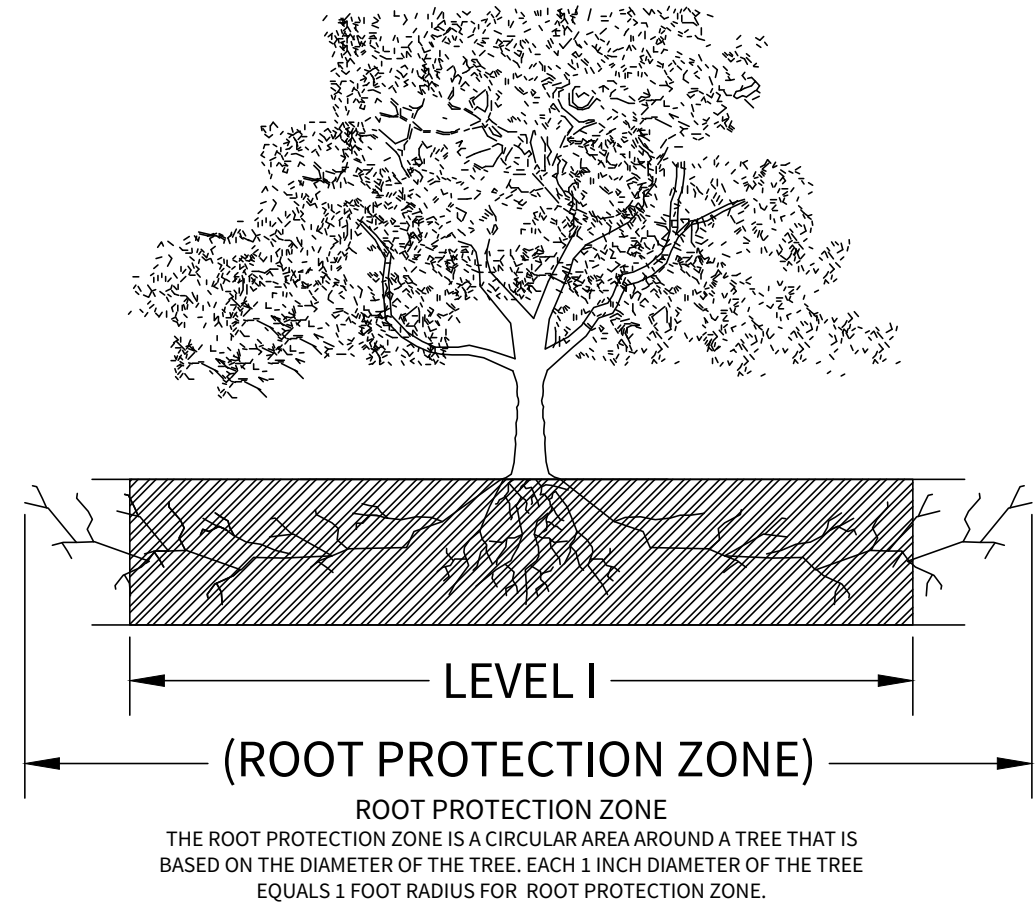 LEVEL I
(ROOT PROTECTION ZONE)
ROOT PROTECTION ZONE
THE ROOT PROTECTION ZONE IS A CIRCULAR AREA AROUND A TREE THAT IS
BASED ON THE DIAMETER OF THE TREE. EACH 1 INCH DIAMETER OF THE TREE
EQUALS 1 FOOT RADIUS FOR ROOT PROTECTION ZONE.